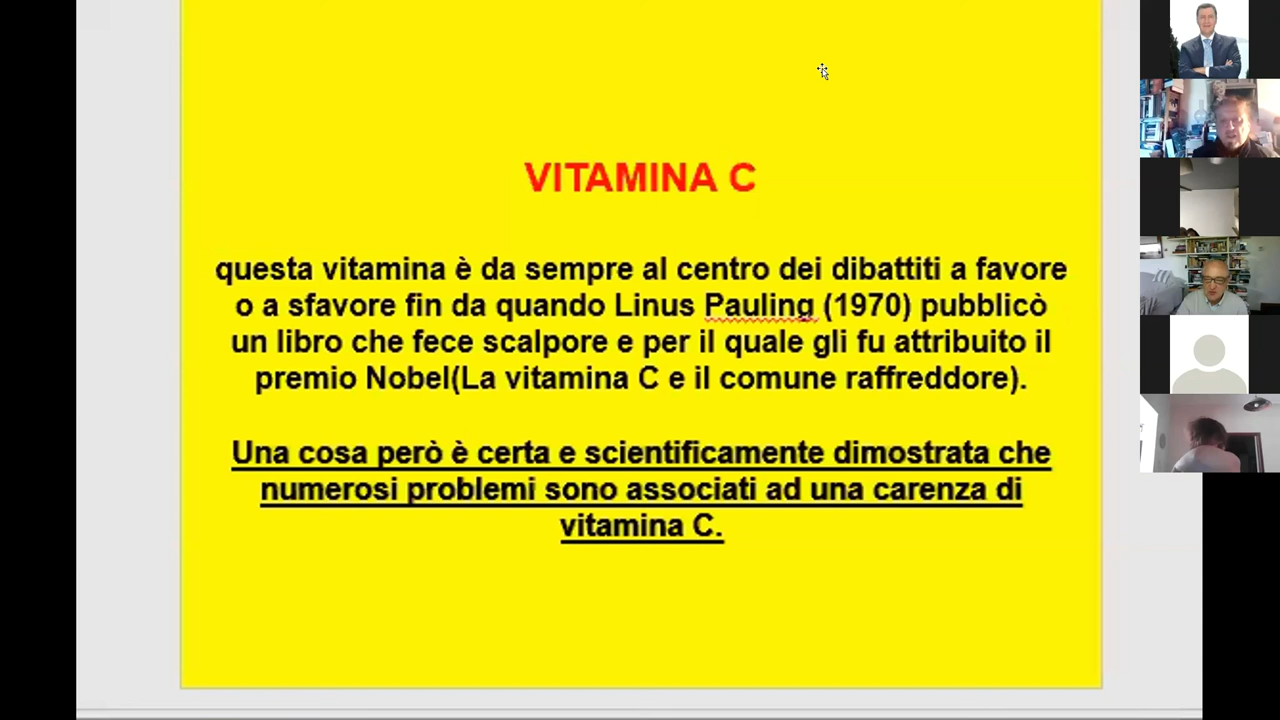 VITAMINA C
questa vitamina è da sempre al centro dei dibattiti a favore
o a sfavore fin da quando Linus Pauling (1970) pubblicò
un libro che fece scalpore e per il quale gli fu attribuito il
premio Nobel(La vitamina C e il comune raffreddore).
Una cosa però è certa e scientificamente dimostrata che
numerosi problemi sono associati ad una carenza di
vitamina C.